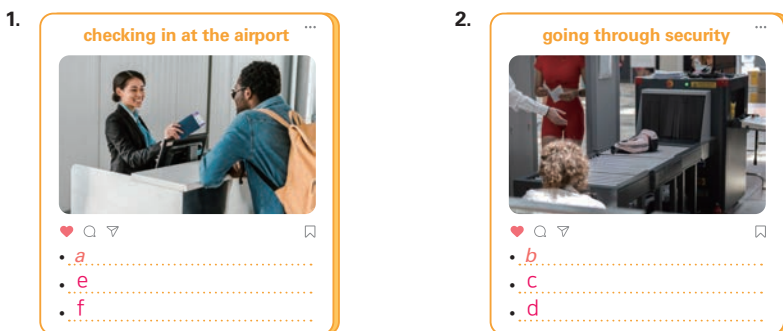 1.
checking in at the airport
• a
• e
• f
2.
going through security
• b
• c
• d